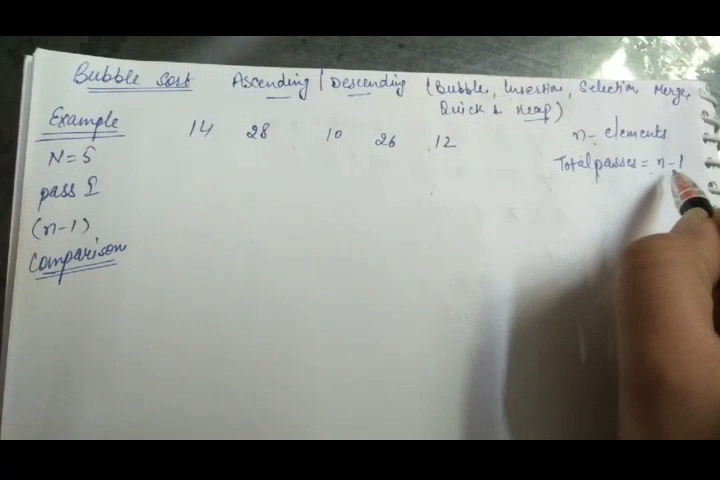 Bubble Sort Ascending / Descending (Bubble, Insertion, Selection Merge,
Quick & Heap)
Example 14 28 10 26 12 n- elements
N=5 Total passes = n-1
pass 1
(n-1)
Comparison